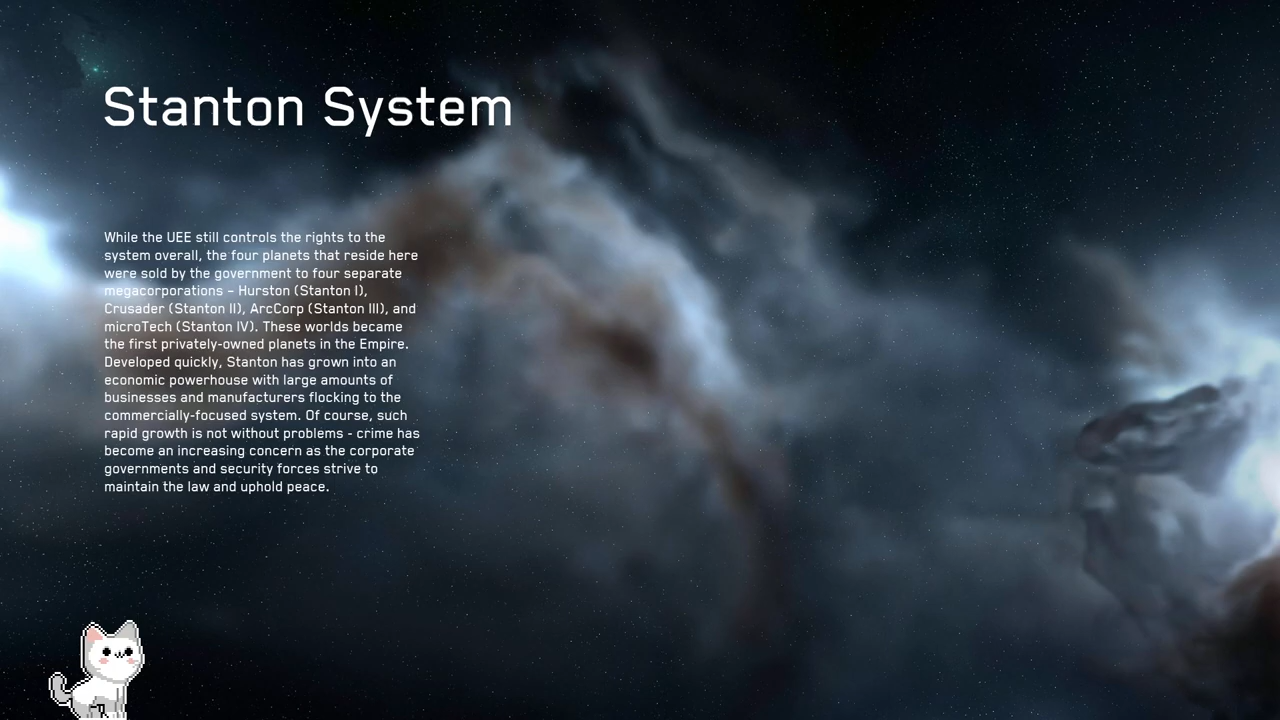 Stanton System
While the UEE still controls the rights to the
system overall, the four planets that reside here
were sold by the government to four separate
megacorporations – Hurston (Stanton I),
Crusader (Stanton II), ArcCorp (Stanton III), and
microTech (Stanton IV). These worlds became
the first privately-owned planets in the Empire.
Developed quickly, Stanton has grown into an
economic powerhouse with large amounts of
businesses and manufacturers flocking to the
commercially-focused system. Of course, such
rapid growth is not without problems - crime has
become an increasing concern as the corporate
governments and security forces strive to
maintain the law and uphold peace.